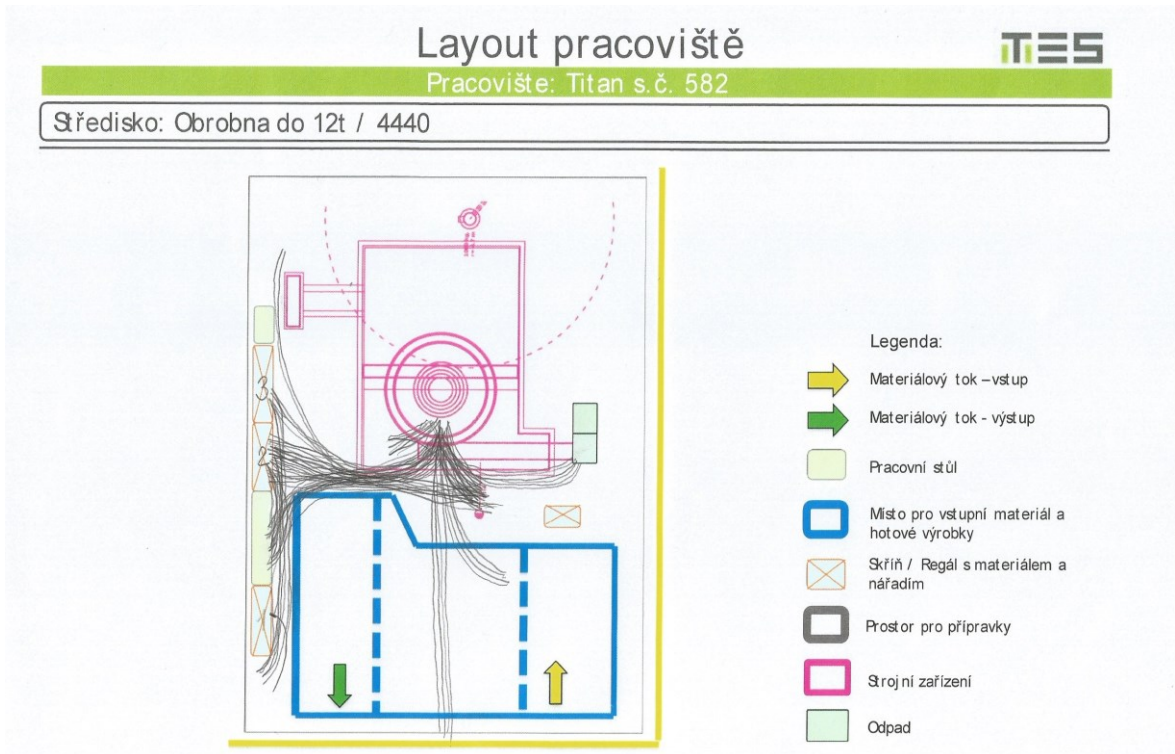 Layout pracoviště
TES
Pracoviště: Titan s.č. 582
Středisko: Obrobna do 12t / 4440
3
2
1
Legenda:
Materiálový tok – vstup
Materiálový tok - výstup
Pracovní stůl
Místo pro vstupní materiál a
hotové výrobky
Skříň / Regál s materiálem a
nářadím
Prostor pro přípravky
Strojní zařízení
Odpad